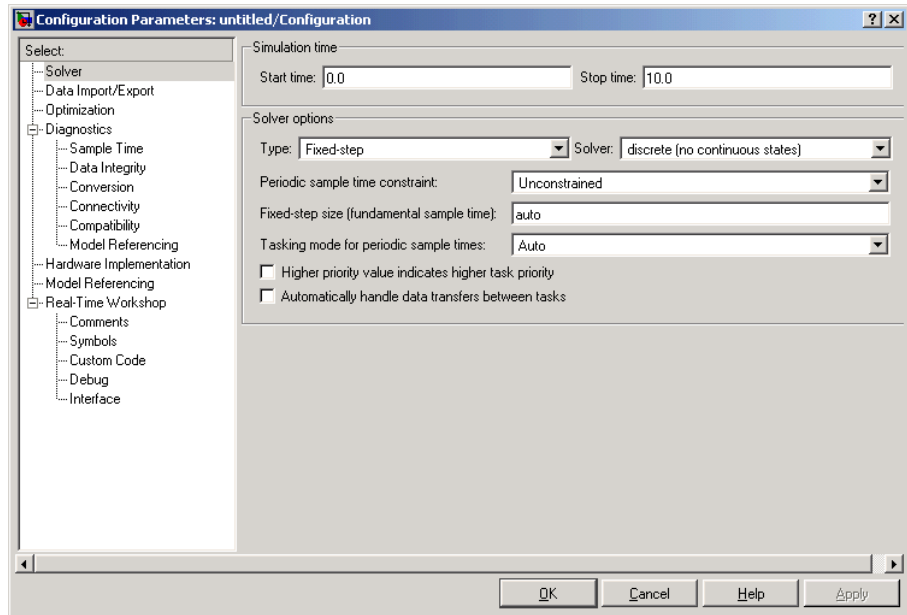 Configuration Parameters: untitled/Configuration
Select:
Solver
Data Import/Export
Optimization
Diagnostics
Sample Time
Data Integrity
Conversion
Connectivity
Compatibility
Model Referencing
Hardware Implementation
Model Referencing
Real-Time Workshop
Comments
Symbols
Custom Code
Debug
Interface
Simulation time
Start time: 0.0 Stop time: 10.0
Solver options
Type: Fixed-step Solver: discrete (no continuous states)
Periodic sample time constraint: Unconstrained
Fixed-step size (fundamental sample time): auto
Tasking mode for periodic sample times: Auto
Higher priority value indicates higher task priority
Automatically handle data transfers between tasks
OK Cancel Help Apply